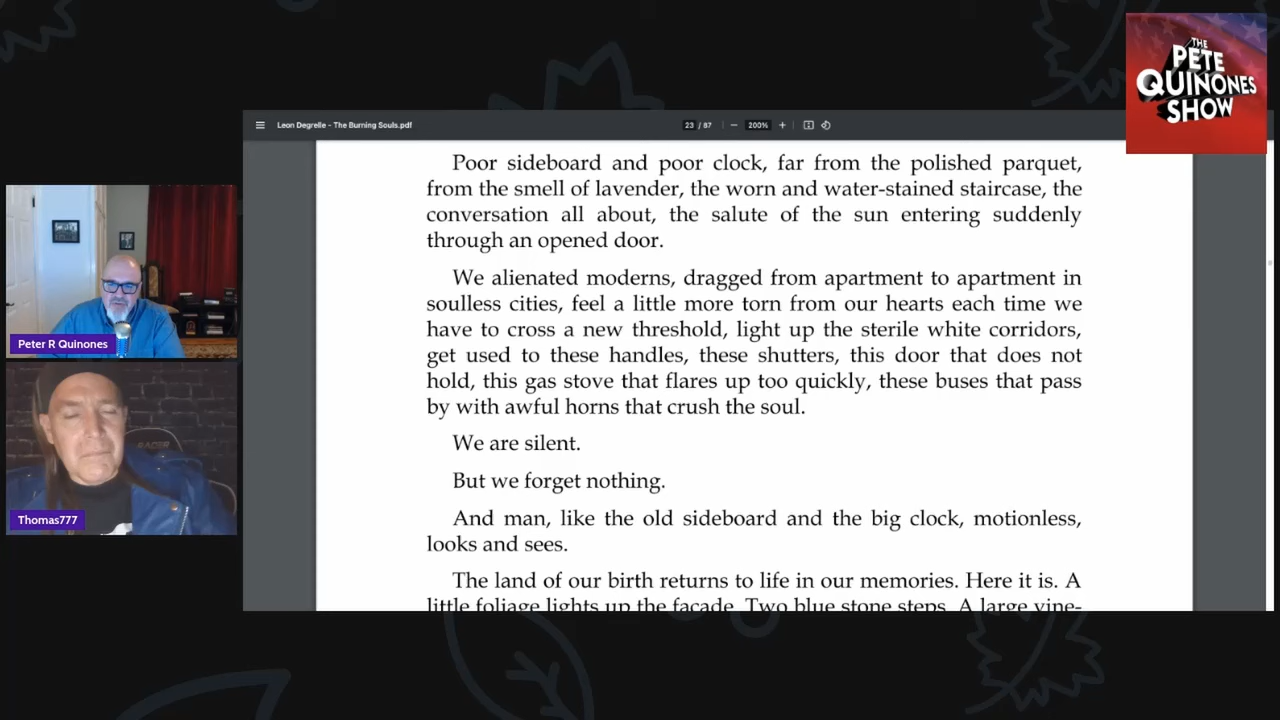 THE
PETE
QUINONES
SHOW
Leon Degrelle - The Burning Souls.pdf
23 / 87
200%
Poor sideboard and poor clock, far from the polished parquet,
from the smell of lavender, the worn and water-stained staircase, the
conversation all about, the salute of the sun entering suddenly
through an opened door.
We alienated moderns, dragged from apartment to apartment in
soulless cities, feel a little more torn from our hearts each time we
have to cross a new threshold, light up the sterile white corridors,
get used to these handles, these shutters, this door that does not
hold, this gas stove that flares up too quickly, these buses that pass
by with awful horns that crush the soul.
We are silent.
But we forget nothing.
And man, like the old sideboard and the big clock, motionless,
looks and sees.
The land of our birth returns to life in our memories. Here it is. A
little foliage lights up the facade. Two blue stone steps. A large vine-
Peter R Quinones
Thomas777